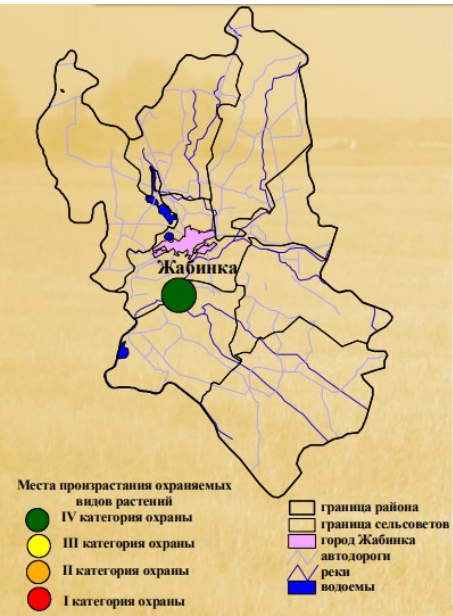 Жабинка
Места произрастания охраняемых
видов растений
IV категория охраны
III категория охраны
II категория охраны
I категория охраны
граница района
граница сельсоветов
город Жабинка
автодороги
реки
водоемы